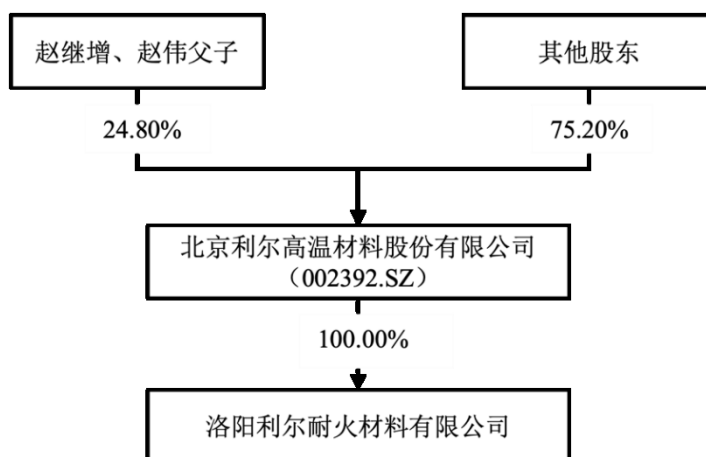 赵继增、赵伟父子
其他股东
24.80%
75.20%
北京利尔高温材料股份有限公司
（002392.SZ）
100.00%
洛阳利尔耐火材料有限公司